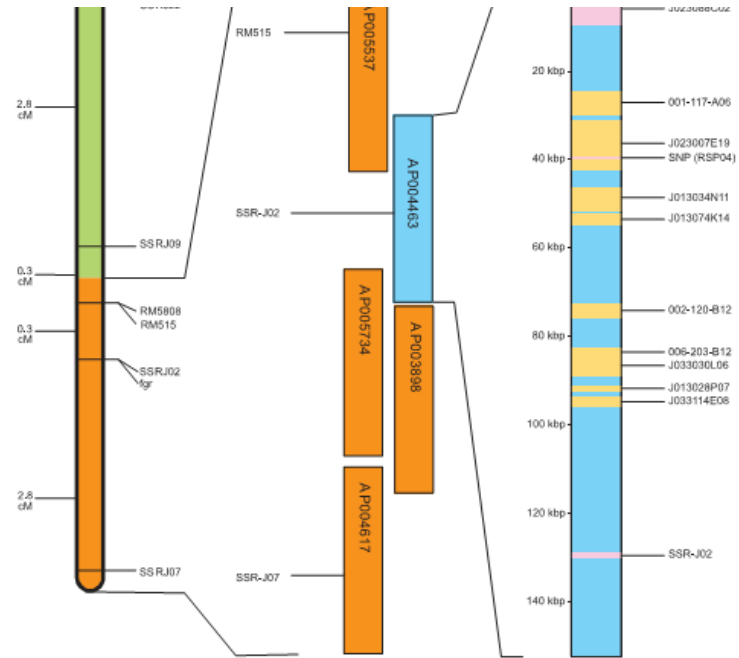 2.8
cM
SSRJ09
0.3
cM
RM5808
RM515
0.3
cM
SSRJ02
fgr
2.8
cM
SSRJ07
RM515
AP005537
AP004463
SSR-J02
AP005734
AP003898
AP004617
SSR-J07
J023088C02
20 kbp
001-117-A06
J023007E19
40 kbp
SNP (RSP04)
J013034N11
J013074K14
60 kbp
002-120-B12
80 kbp
006-203-B12
J033030L06
J013028P07
J033114E08
100 kbp
120 kbp
SSR-J02
140 kbp